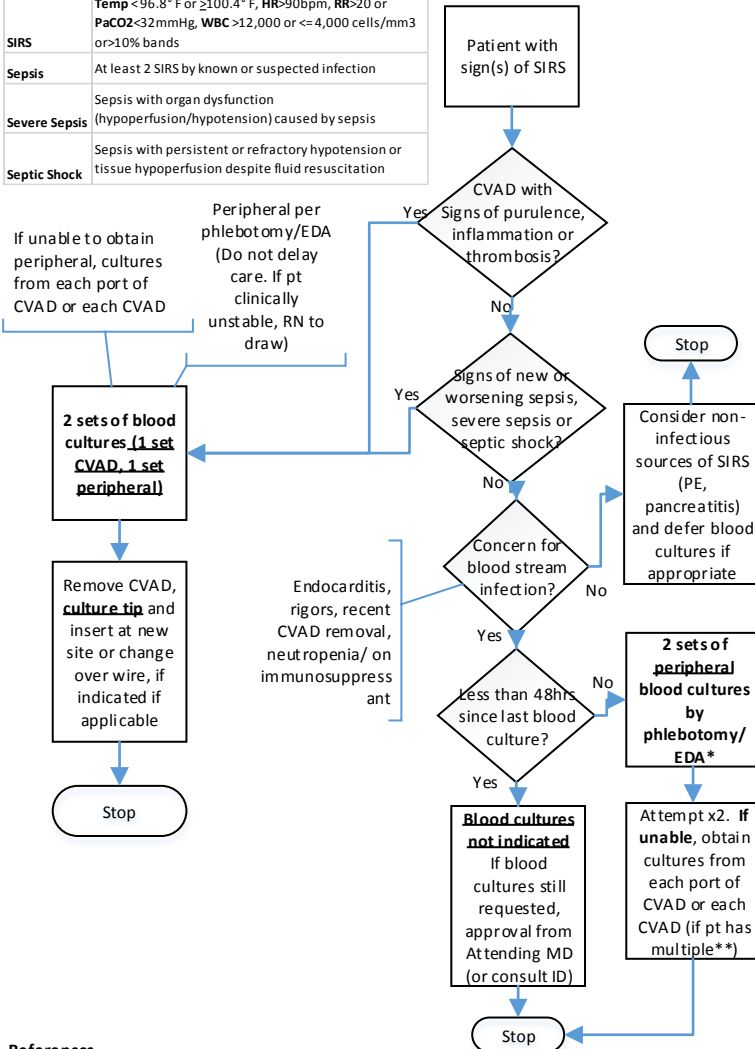 Temp < 96.8° F or ≥100.4° F, HR>90bpm, RR>20 or
PaCO2<32mmHg, WBC >12,000 or <= 4,000 cells/mm3
SIRS or>10% bands
Sepsis At least 2 SIRS by known or suspected infection
Sepsis with organ dysfunction
Severe Sepsis (hypoperfusion/hypotension) caused by sepsis
Sepsis with persistent or refractory hypotension or
Septic Shock tissue hypoperfusion despite fluid resuscitation
Patient with
sign(s) of SIRS
CVAD with
Signs of purulence,
inflammation or
thrombosis?
Yes
No
If unable to obtain
peripheral, cultures
from each port of
CVAD or each CVAD
Peripheral per
phlebotomy/EDA
(Do not delay
care. If pt
clinically
unstable, RN to
draw)
Signs of new or
worsening sepsis,
severe sepsis or
septic shock?
Yes
No
2 sets of blood
cultures (1 set
CVAD, 1 set
peripheral)
Remove CVAD,
culture tip and
insert at new
site or change
over wire, if
indicated if
applicable
Stop
Stop
Consider non-
infectious
sources of SIRS
(PE,
pancreatitis)
and defer blood
cultures if
appropriate
Concern for
blood stream
infection?
No
Yes
Endocarditis,
rigors, recent
CVAD removal,
neutropenia/ on
immunosuppress
ant
Less than 48hrs
since last blood
culture?
No
Yes
2 sets of
peripheral
blood cultures
by
phlebotomy/
EDA*
Blood cultures
not indicated
If blood
cultures still
requested,
approval from
Attending MD
(or consult ID)
Attempt x2. If
unable, obtain
cultures from
each port of
CVAD or each
CVAD (if pt has
multiple**)
Stop
References